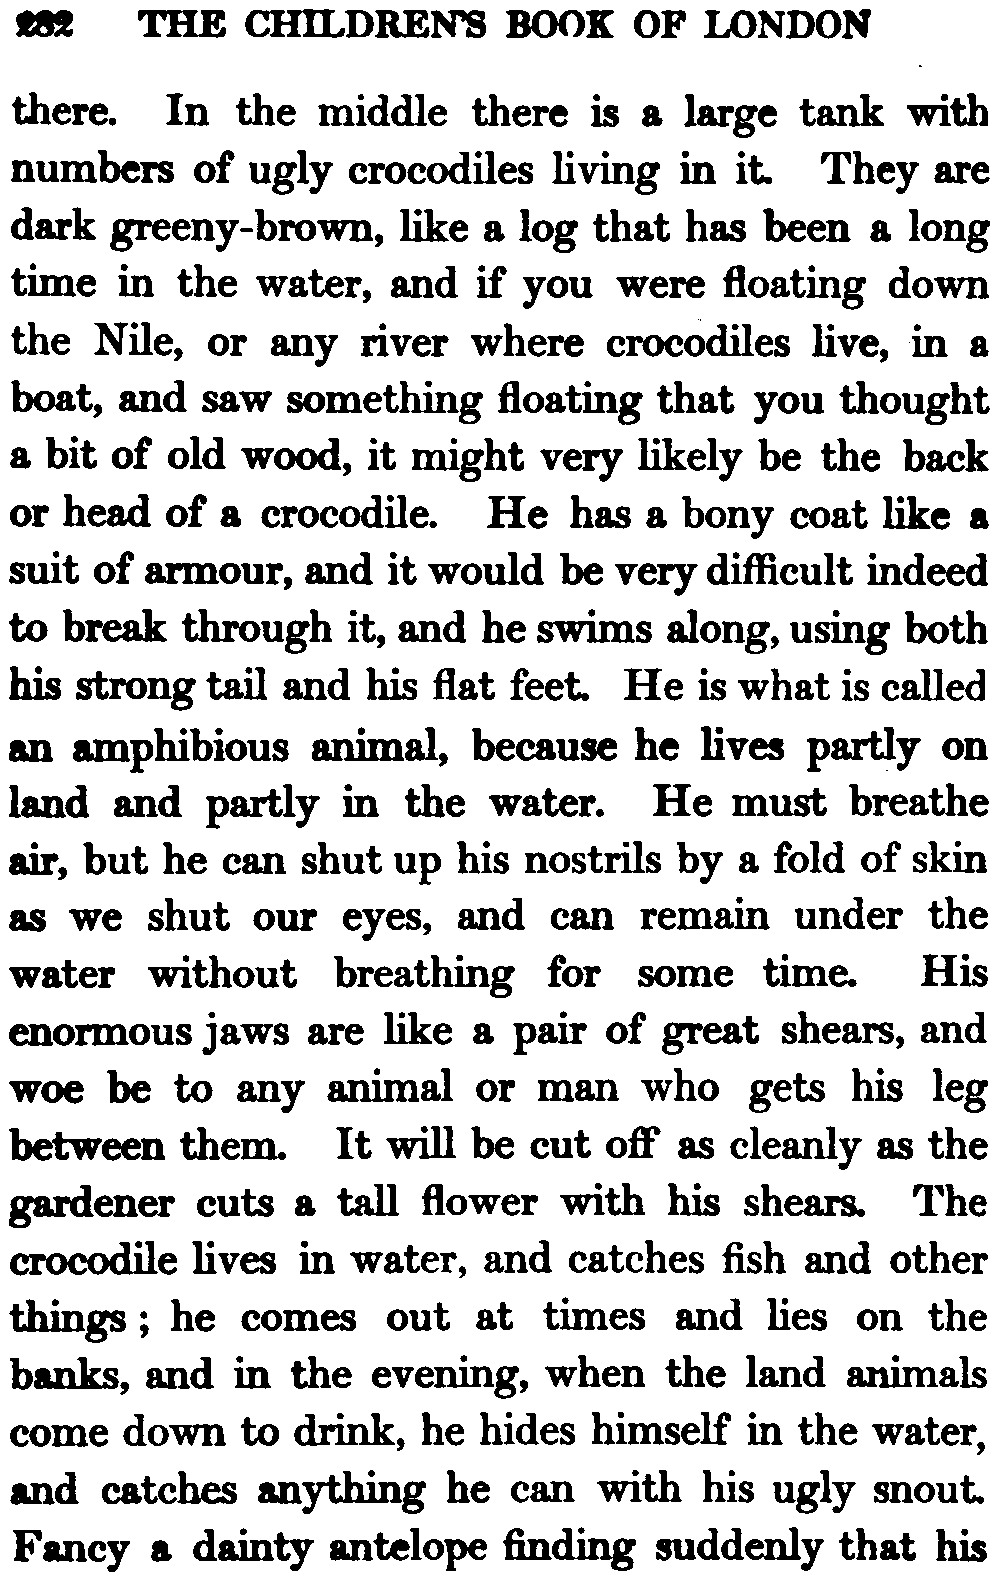 282 THE CHILDREN'S BOOK OF LONDON
there. In the middle there is a large tank with
numbers of ugly crocodiles living in it. They are
dark greeny-brown, like a log that has been a long
time in the water, and if you were floating down
the Nile, or any river where crocodiles live, in a
boat, and saw something floating that you thought
a bit of old wood, it might very likely be the back
or head of a crocodile. He has a bony coat like a
suit of armour, and it would be very difficult indeed
to break through it, and he swims along, using both
his strong tail and his flat feet. He is what is called
an amphibious animal, because he lives partly on
land and partly in the water. He must breathe
air, but he can shut up his nostrils by a fold of skin
as we shut our eyes, and can remain under the
water without breathing for some time. His
enormous jaws are like a pair of great shears, and
woe be to any animal or man who gets his leg
between them. It will be cut off as cleanly as the
gardener cuts a tall flower with his shears. The
crocodile lives in water, and catches fish and other
things ; he comes out at times and lies on the
banks, and in the evening, when the land animals
come down to drink, he hides himself in the water,
and catches anything he can with his ugly snout.
Fancy a dainty antelope finding suddenly that his